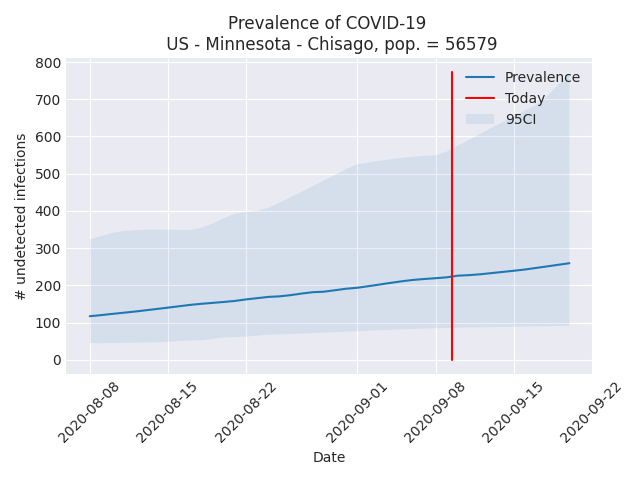 Prevalence of COVID-19
US - Minnesota - Chisago, pop. = 56579
800
700
600
500
400
300
200
100
0
# undetected infections
Prevalence
Today
95CI
2020-08-08
2020-08-15
2020-08-22
2020-09-01
2020-09-08
2020-09-15
2020-09-22
Date